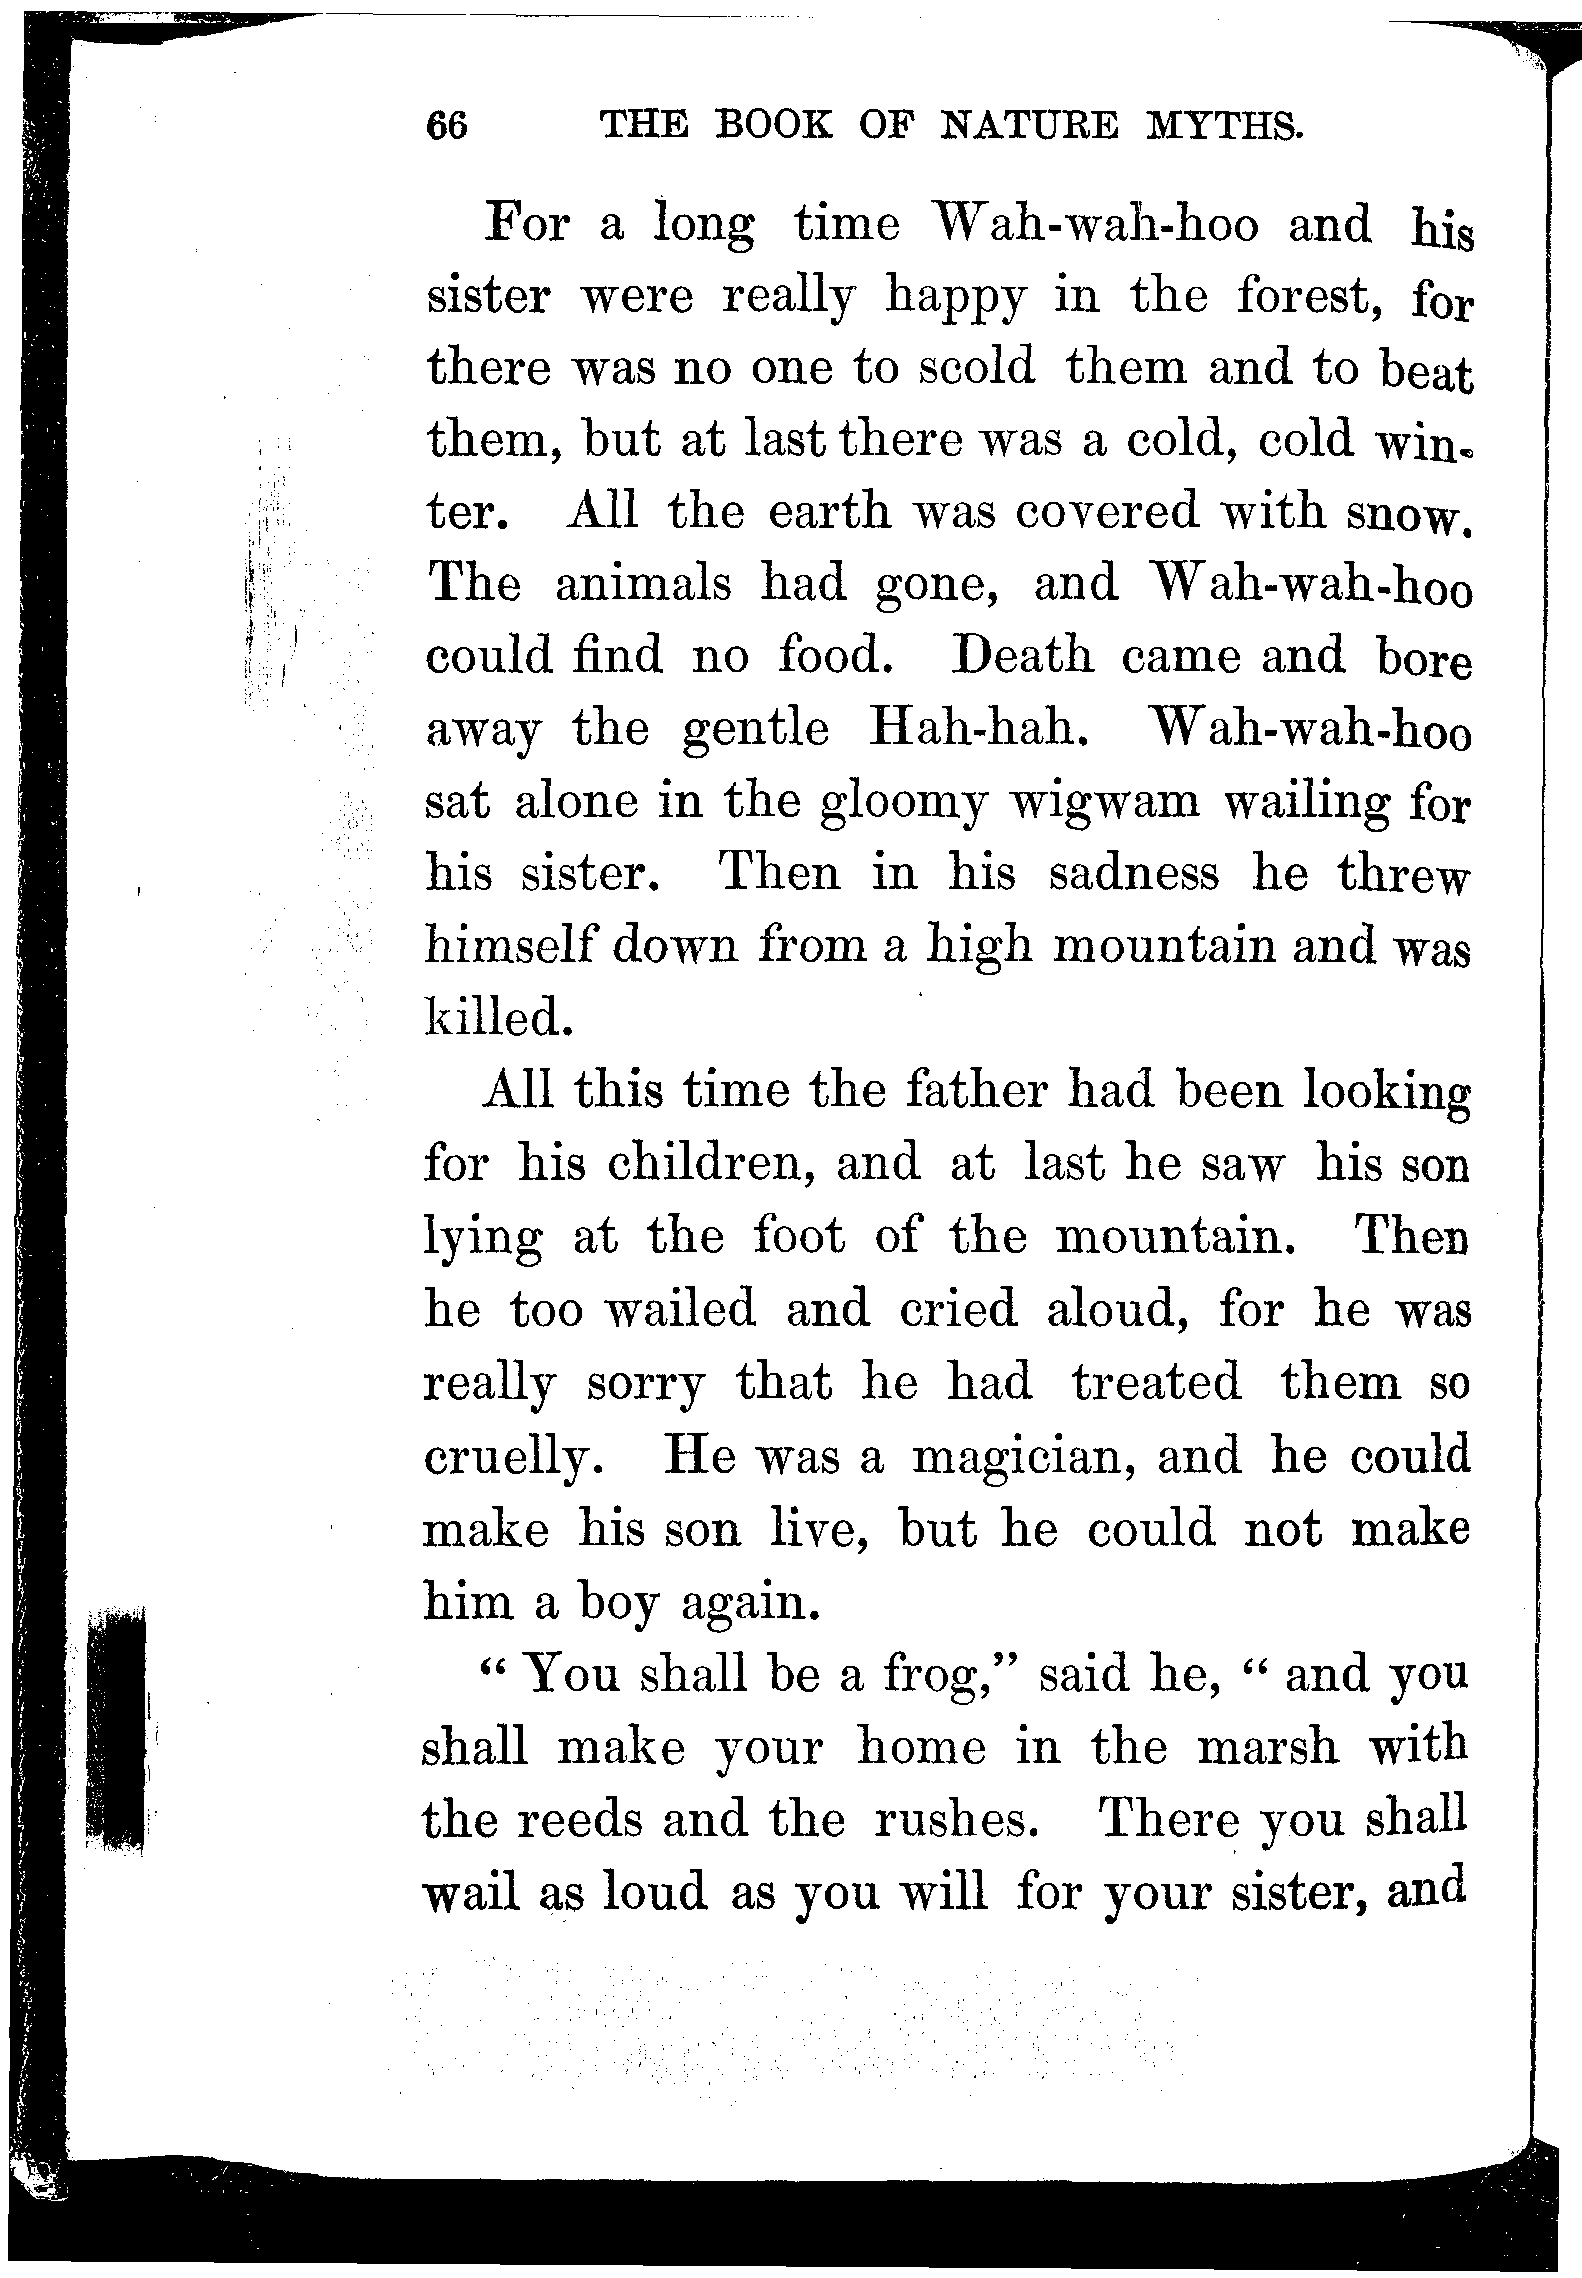 66 THE BOOK OF NATURE MYTHS.
For a long time Wah-wah-hoo and his
sister were really happy in the forest, for
there was no one to scold them and to beat
them, but at last there was a cold, cold win-
ter. All the earth was covered with snow.
The animals had gone, and Wah-wah-hoo
could find no food. Death came and bore
away the gentle Hah-hah. Wah-wah-hoo
sat alone in the gloomy wigwam wailing for
his sister. Then in his sadness he threw
himself down from a high mountain and was
killed.
All this time the father had been looking
for his children, and at last he saw his son
lying at the foot of the mountain. Then
he too wailed and cried aloud, for he was
really sorry that he had treated them so
cruelly. He was a magician, and he could
make his son live, but he could not make
him a boy again.
“ You shall be a frog,” said he, “ and you
shall make your home in the marsh with
the reeds and the rushes. There you shall
wail as loud as you will for your sister, and